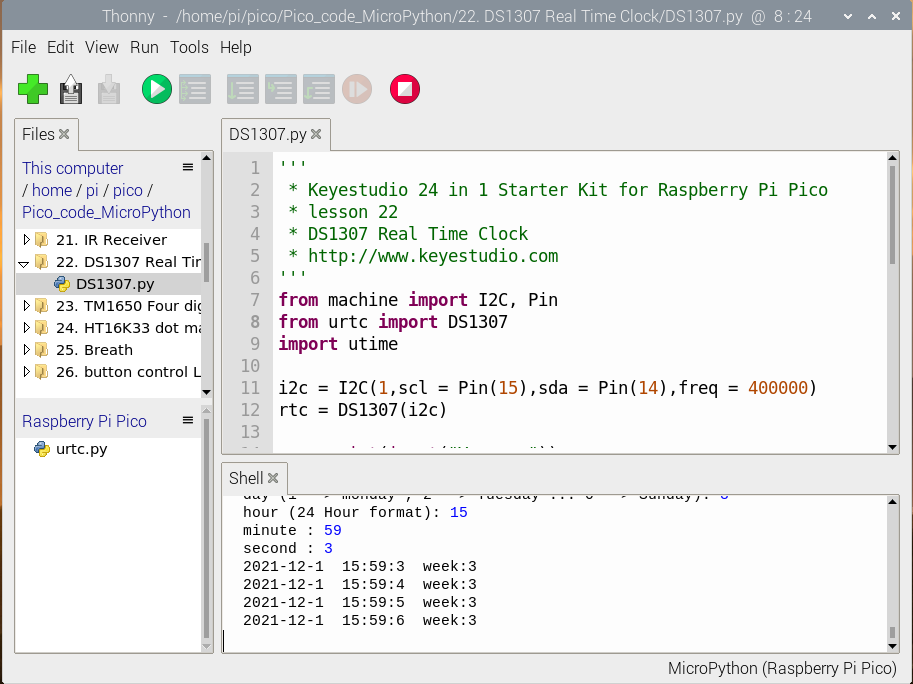 Thonny - /home/pi/pico/Pico_code_MicroPython/22. DS1307 Real Time Clock/DS1307.py @ 8 : 24
File Edit View Run Tools Help
Files
This computer
/ home / pi / pico /
Pico_code_MicroPython
21. IR Receiver
22. DS1307 Real Tir
DS1307.py
23. TM1650 Four dig
24. HT16K33 dot ma
25. Breath
26. button control L
Raspberry Pi Pico
urtc.py
DS1307.py
1 '''
2 * Keyestudio 24 in 1 Starter Kit for Raspberry Pi Pico
3 * lesson 22
4 * DS1307 Real Time Clock
5 * http://www.keyestudio.com
6 '''
7 from machine import I2C, Pin
8 from urtc import DS1307
9 import utime
10
11 i2c = I2C(1,scl = Pin(15),sda = Pin(14),freq = 400000)
12 rtc = DS1307(i2c)
13
Shell
hour (24 Hour format): 15
minute : 59
second : 3
2021-12-1 15:59:3 week:3
2021-12-1 15:59:4 week:3
2021-12-1 15:59:5 week:3
2021-12-1 15:59:6 week:3
MicroPython (Raspberry Pi Pico)